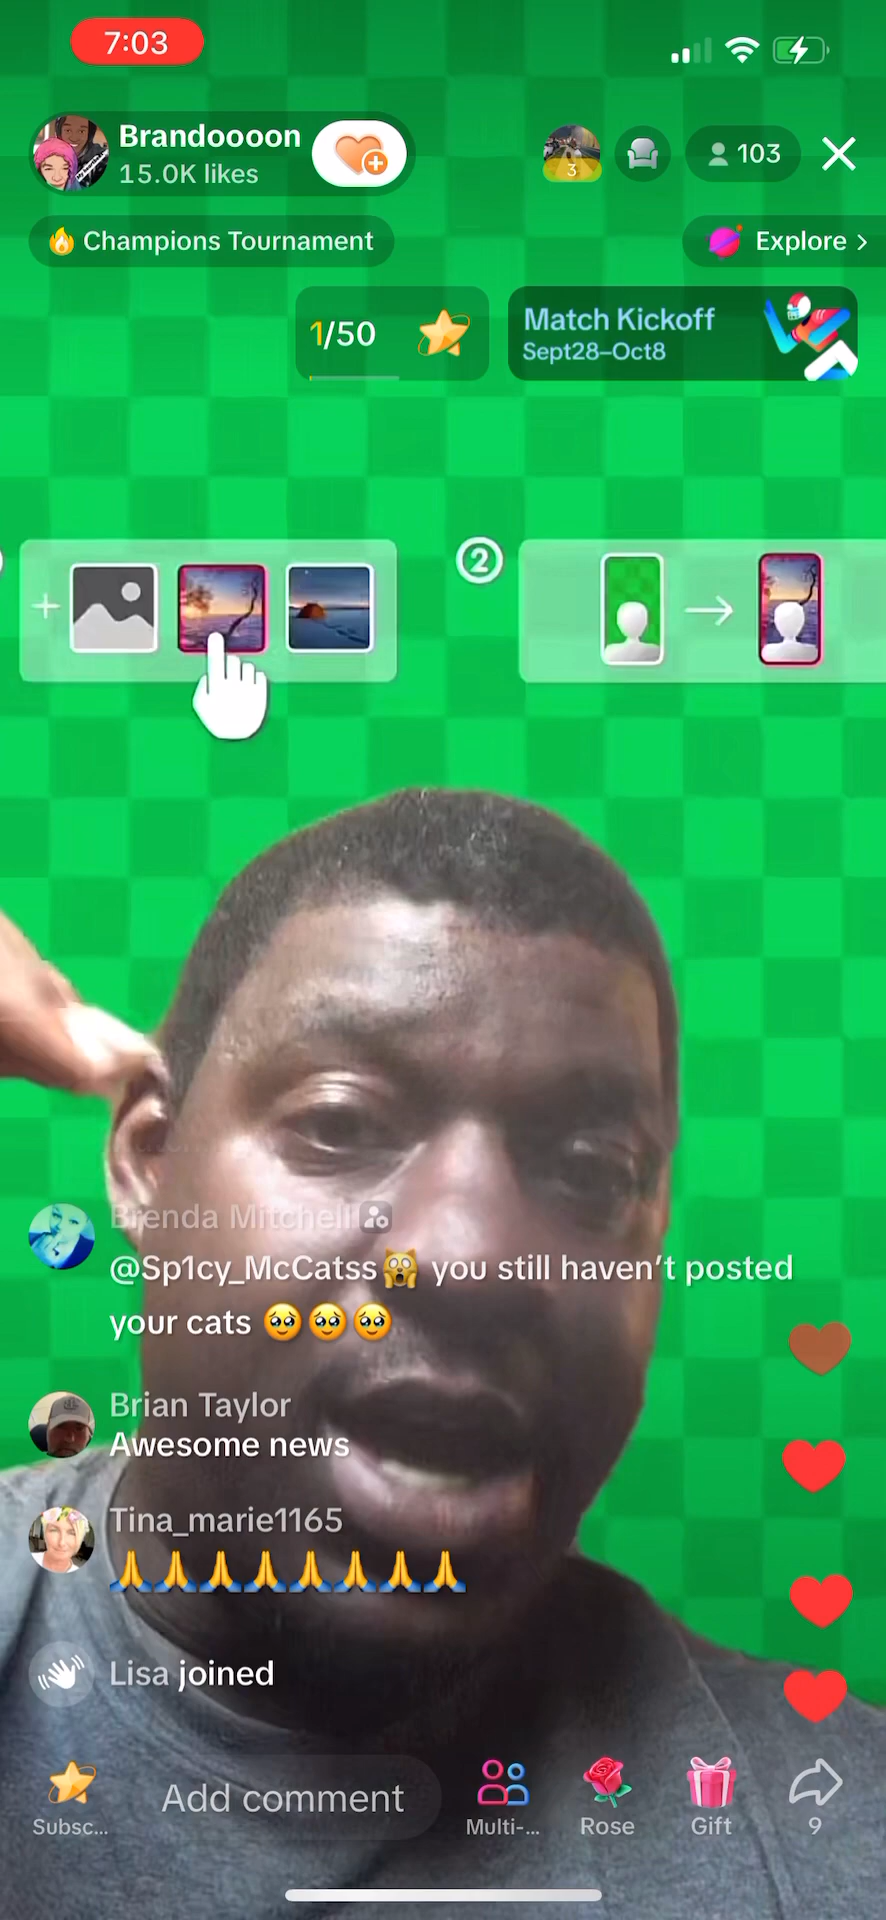 7:03
Brandoooon
15.0K likes
3
103
Champions Tournament
Explore >
1/50
Match Kickoff
Sept28–Oct8
2
Brenda Mitchell
@Sp1cy_McCatss🙀 you still haven’t posted
your cats 🥹🥹🥹
Brian Taylor
Awesome news
Tina_marie1165
🙏🙏🙏🙏🙏🙏🙏🙏
Lisa joined
Subsc...
Add comment
Multi-...
Rose
Gift
9